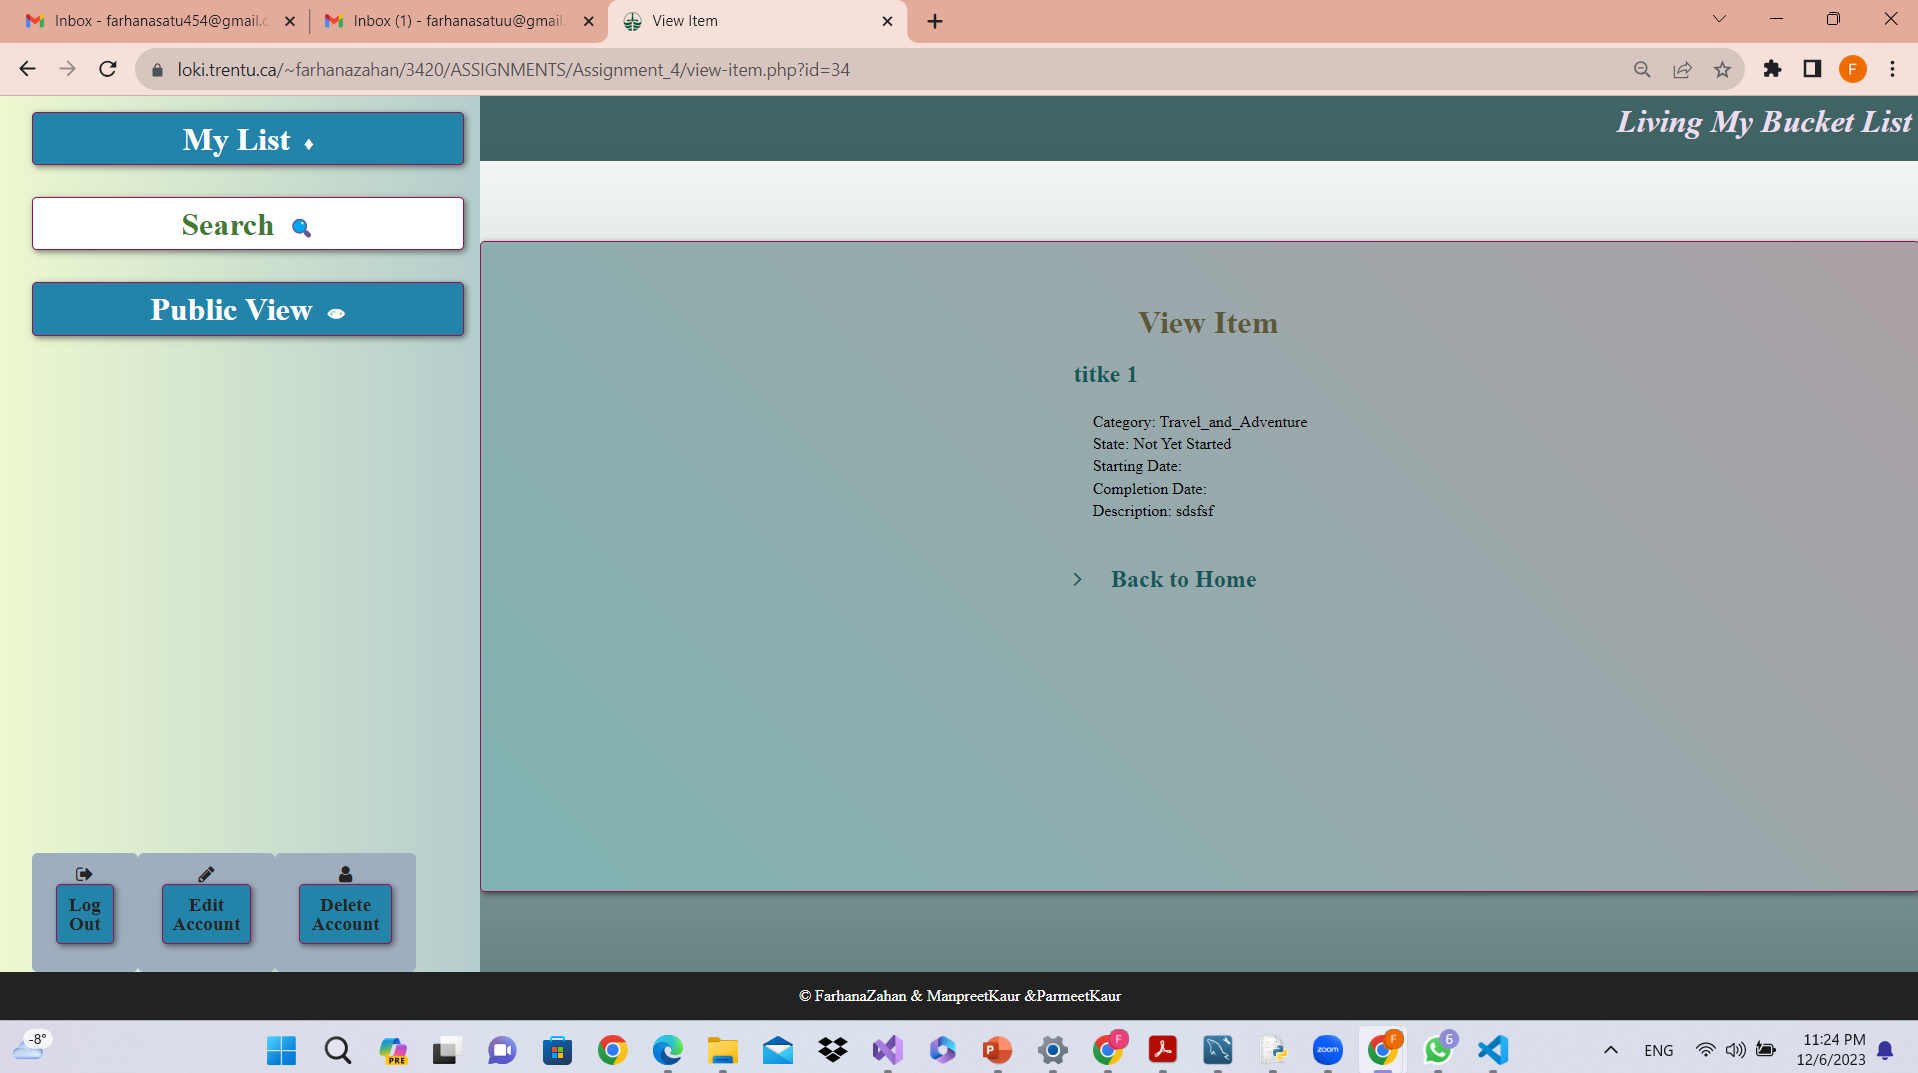 Inbox - farhanasatu454@gmail.c
Inbox (1) - farhanasatuu@gmail.
View Item
loki.trentu.ca/~farhanazahan/3420/ASSIGNMENTS/Assignment_4/view-item.php?id=34
F
My List
Search
Public View
Living My Bucket List
View Item
titke 1
Category: Travel_and_Adventure
State: Not Yet Started
Starting Date:
Completion Date:
Description: sdsfsf
Back to Home
Log
Out
Edit
Account
Delete
Account
© FarhanaZahan & ManpreetKaur &ParmeetKaur
-8°
PRE
P
F
zoom
F
6
ENG
11:24 PM
12/6/2023